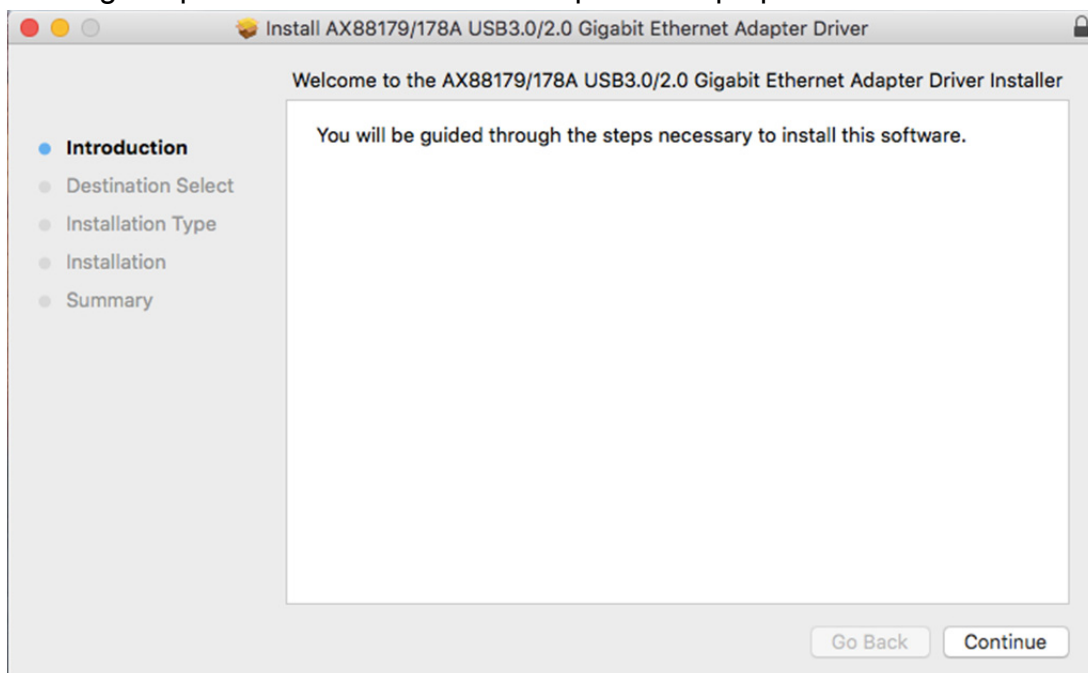 Install AX88179/178A USB3.0/2.0 Gigabit Ethernet Adapter Driver
Welcome to the AX88179/178A USB3.0/2.0 Gigabit Ethernet Adapter Driver Installer
You will be guided through the steps necessary to install this software.
Introduction
Destination Select
Installation Type
Installation
Summary
Go Back
Continue